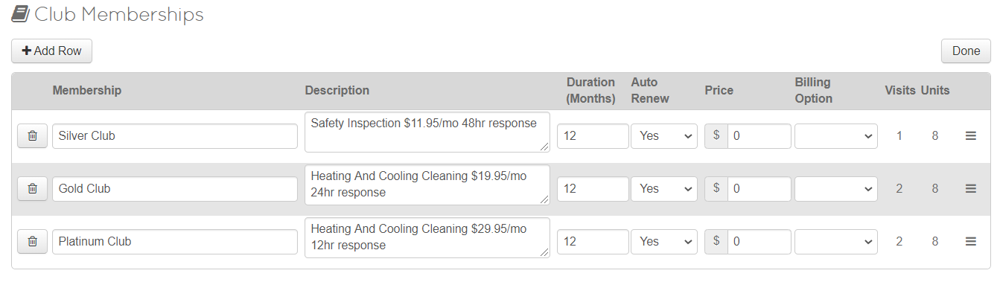 Club Memberships
Add Row
Done
Membership Description Duration (Months) Auto Renew Price Billing Option Visits Units
Silver Club
Safety Inspection $11.95/mo 48hr response
12 Yes $ 0 1 8
Gold Club
Heating And Cooling Cleaning $19.95/mo
24hr response
12 Yes $ 0 2 8
Platinum Club
Heating And Cooling Cleaning $29.95/mo
12hr response
12 Yes $ 0 2 8